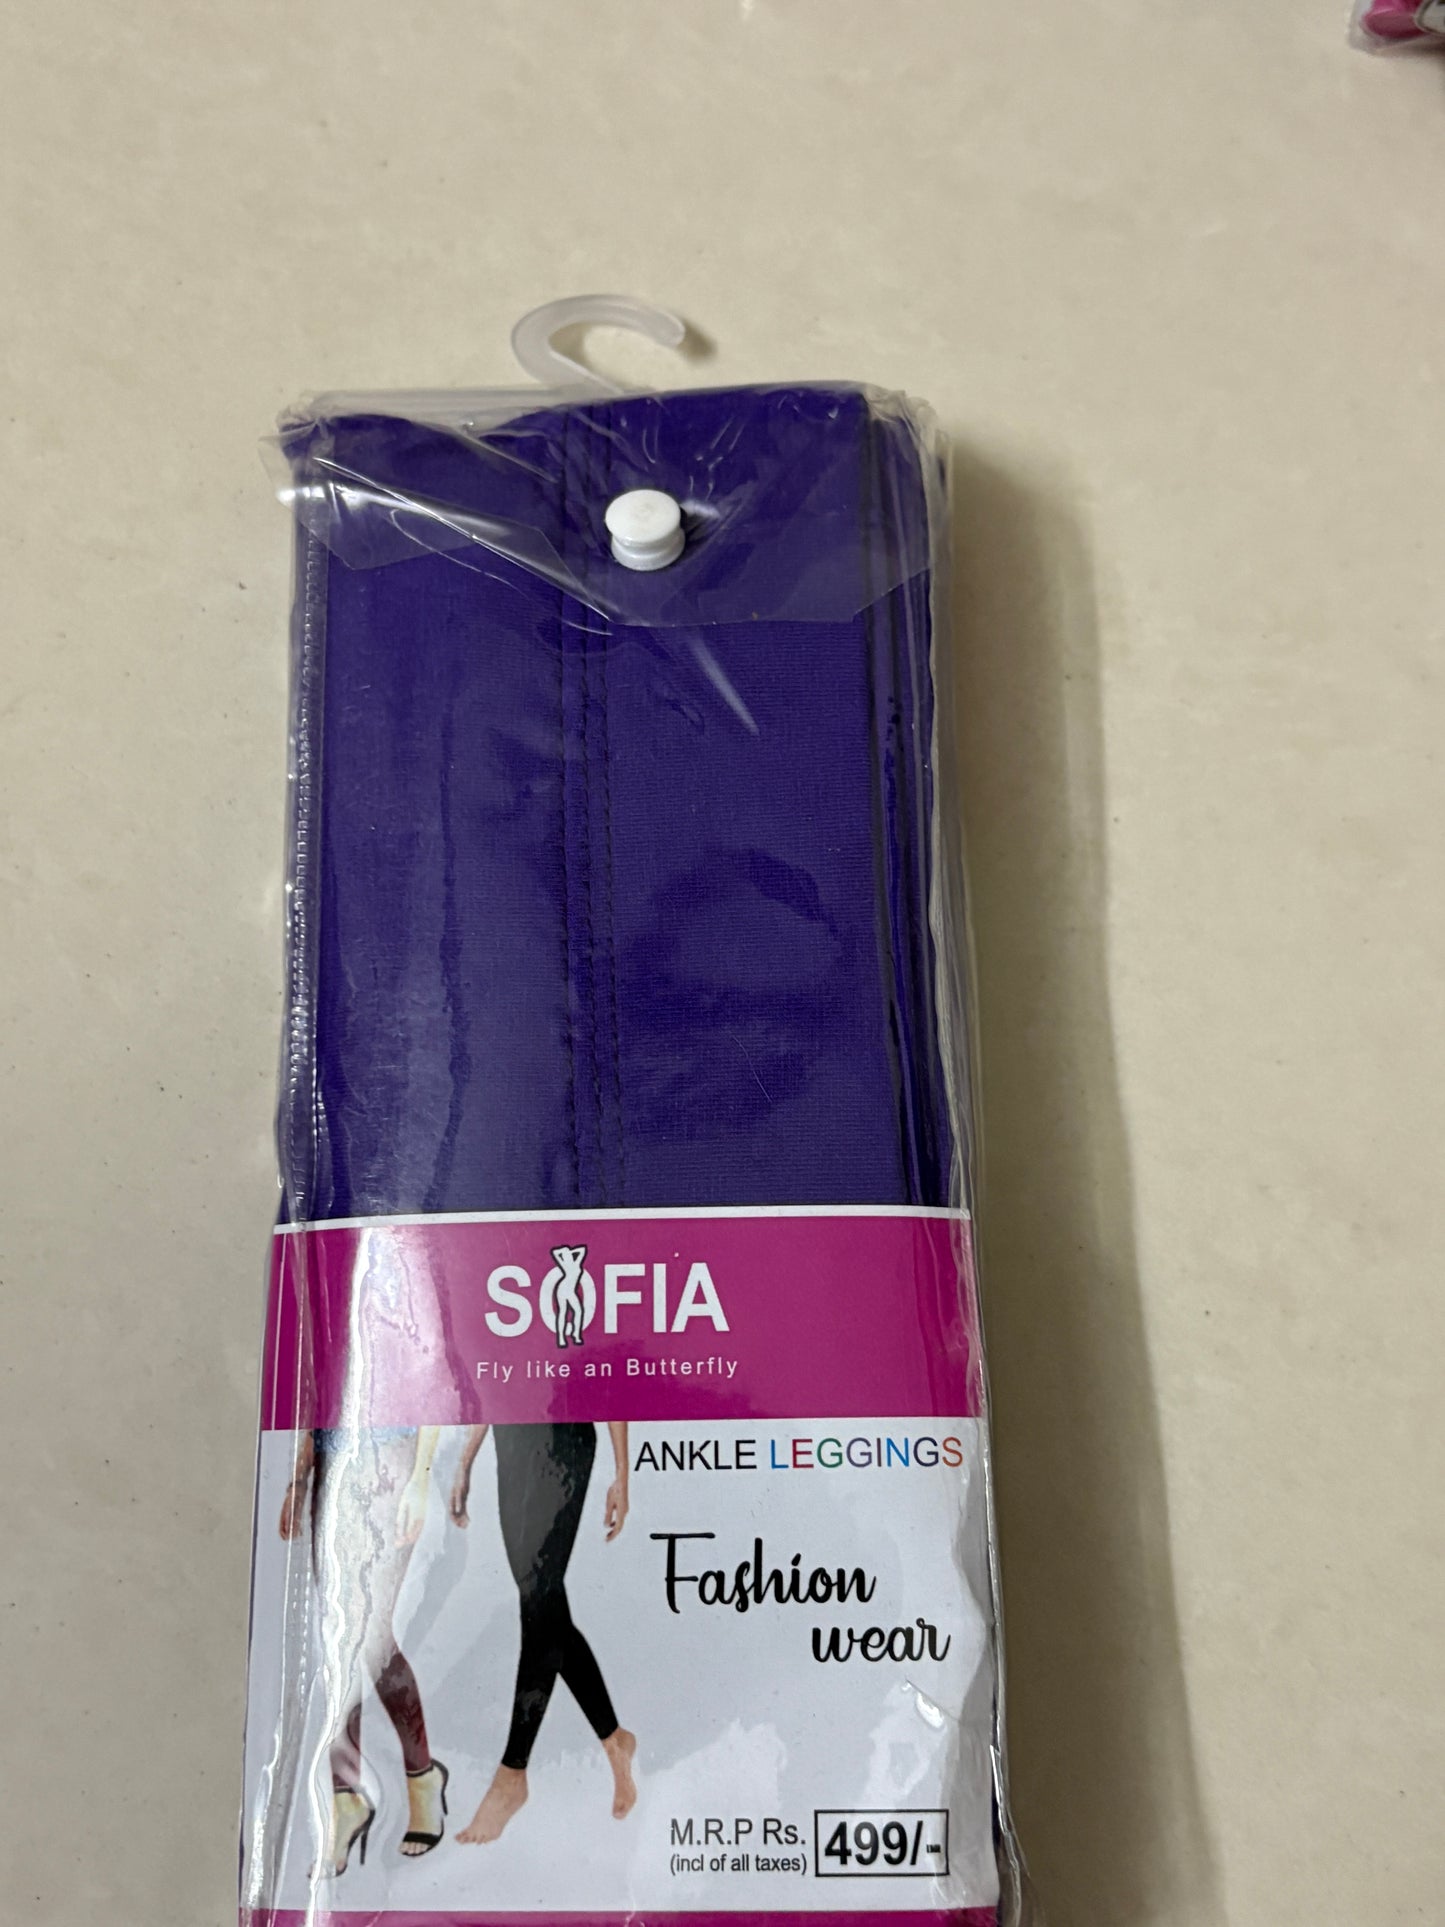 SOFIA
Fly like an Butterfly
ANKLE LEGGINGS
Fashion
wear
M.R.P Rs. 499/-
(incl of all taxes)